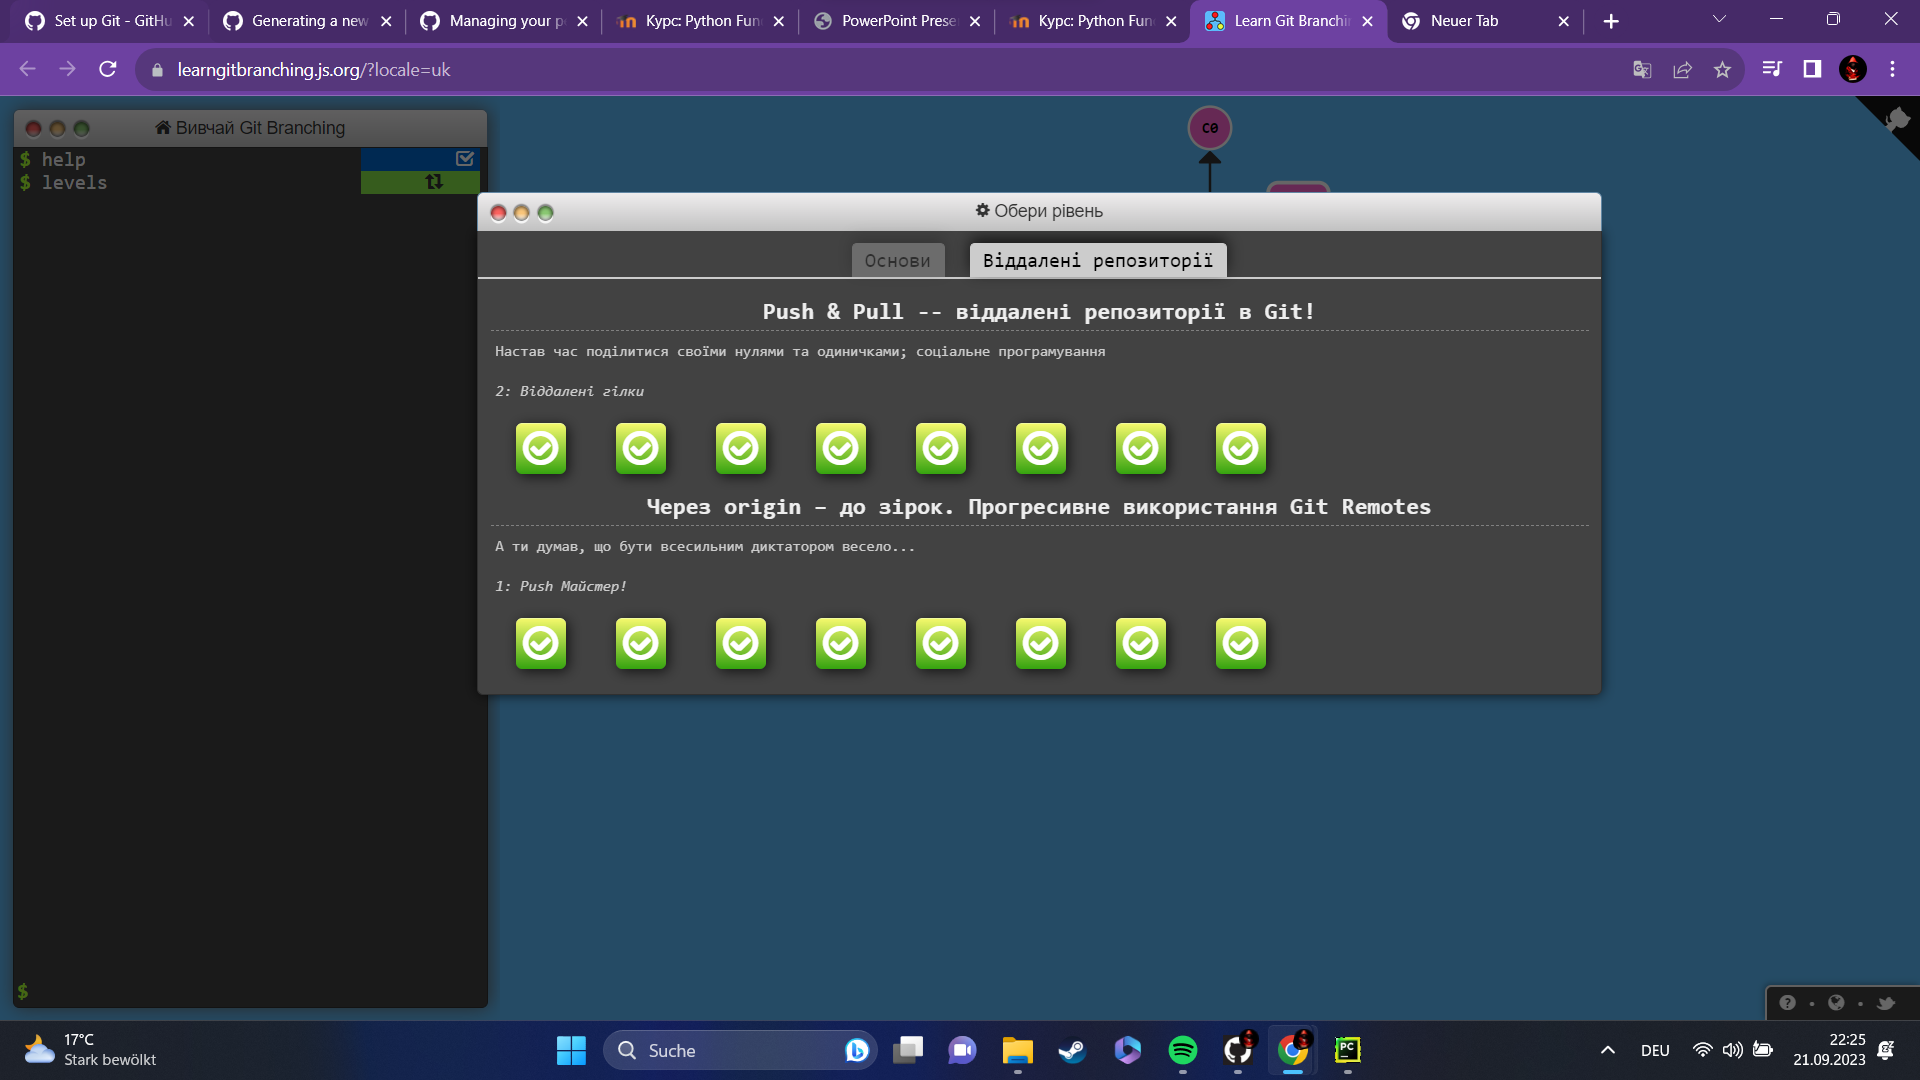 Set up Git - GitHu
Generating a new
Managing your p
Курс: Python Fun
PowerPoint Prese
Курс: Python Fun
Learn Git Branchin
Neuer Tab
learngitbranching.js.org/?locale=uk
Вивчай Git Branching
$ help
$ levels
C0
Обери рівень
Основи
Віддалені репозиторії
Push & Pull -- віддалені репозиторії в Git!
Настав час поділитися своїми нулями та одиничками; соціальне програмування
2: Віддалені гілки
Через origin – до зірок. Прогресивне використання Git Remotes
А ти думав, що бути всесильним диктатором весело...
1: Push Майстер!
$
17°C
Stark bewölkt
Suche
PC
DEU
22:25
21.09.2023